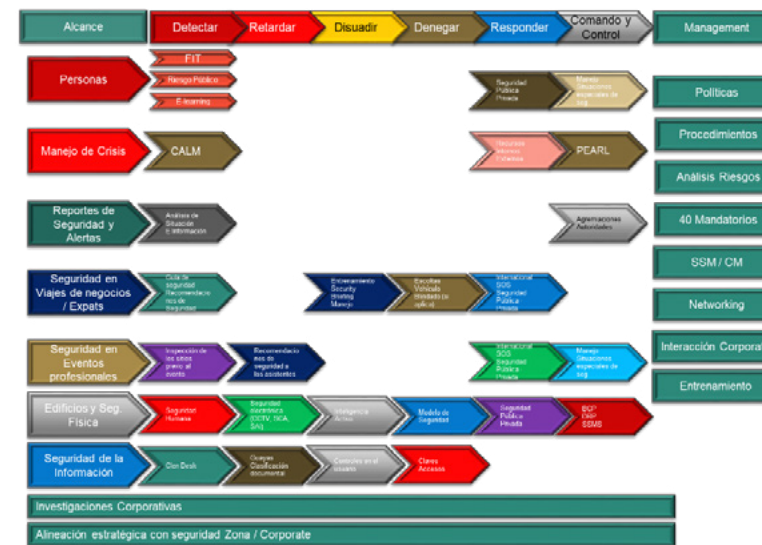 Alcance
Detectar
Retardar
Disuadir
Denegar
Responder
Comando y
Control
Management
Personas
FIT
Riesgo Público
E-learning
Seguridad
Pública
Privada
Manejo
Situaciones
especiales de
seg
Políticas
Procedimientos
Manejo de Crisis
CALM
Recursos
Internos
Externos
PEARL
Análisis Riesgos
Reportes de
Seguridad y
Alertas
Análisis de
Situación
E Información
Agremaciones
Autoridades
40 Mandatorios
SSM / CM
Seguridad en
Viajes de negocios
/ Expats
Guía de
seguridad
Recomendacio
nes de
Seguridad
Entrenamiento
Security
Briefing
Manejo
Escoltas
Vehículo
Blindado (si
aplica)
International
SOS
Seguridad
Pública
Privada
Networking
Seguridad en
Eventos
profesionales
Inspección de
los sitios
previo al
evento
Recomendacio
nes de
seguridad a
los asistentes
International
SOS
Seguridad
Pública
Privada
Manejo
Situaciones
especiales de
seg
Interacción Corporat
Entrenamiento
Edificios y Seg.
Física
Seguridad
Humana
Seguridad
electrónica
(CCTV, SCA,
SAI)
Inteligencia
Activa
Modelo de
Seguridad
Seguridad
Pública
Privada
BCP
SSMS
Seguridad de la
Información
Clen Desk
Guayas
Clasificación
documental
Controles en el
usuario
Claves
Accesos
Investigaciones Corporativas
Alineación estratégica con seguridad Zona / Corporate